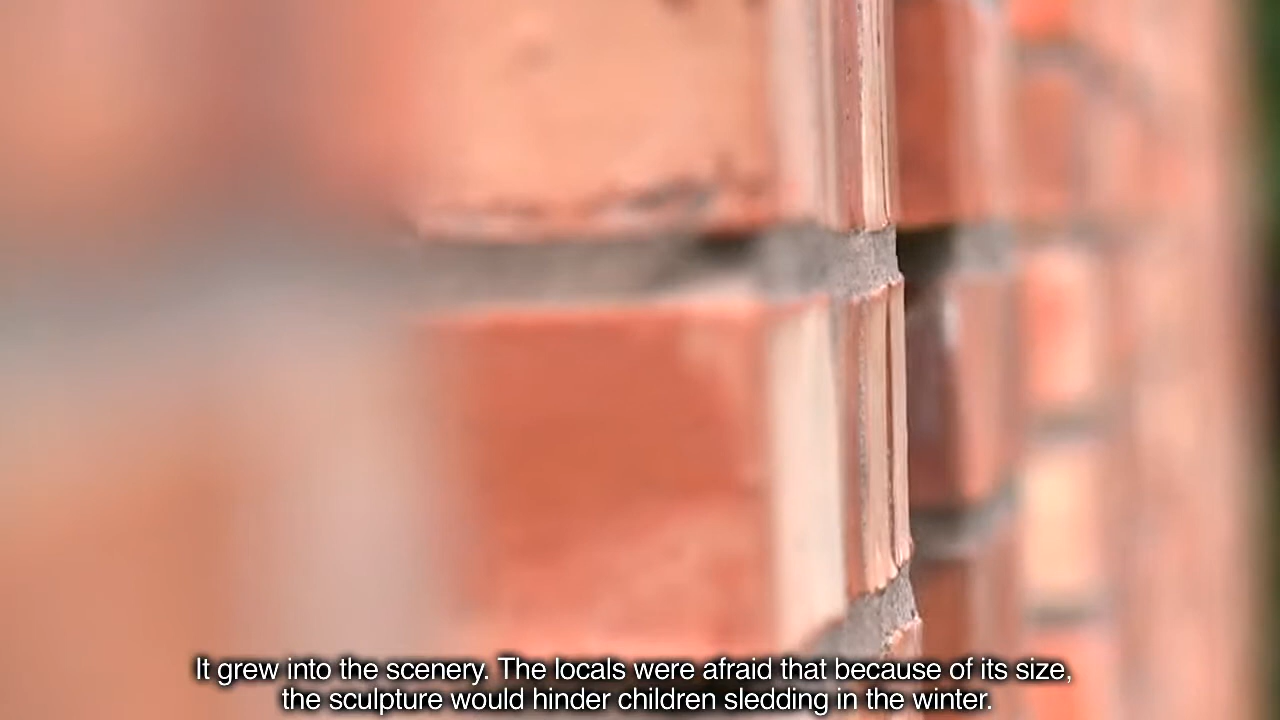 It grew into the scenery. The locals were afraid that because of its size,
the sculpture would hinder children sledding in the winter.